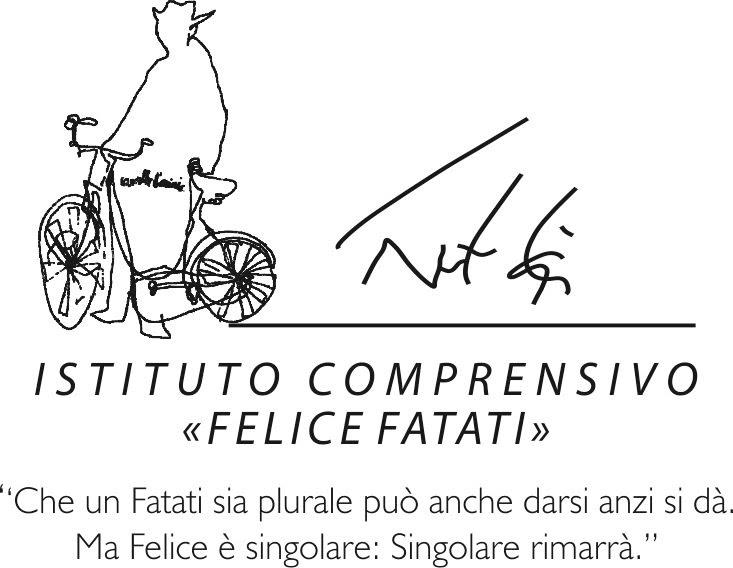 ISTITUTO COMPRENSIVO
«FELICE FATATI»
“Che un Fatati sia plurale può anche darsi anzi si dà.
Ma Felice è singolare: Singolare rimarrà.”